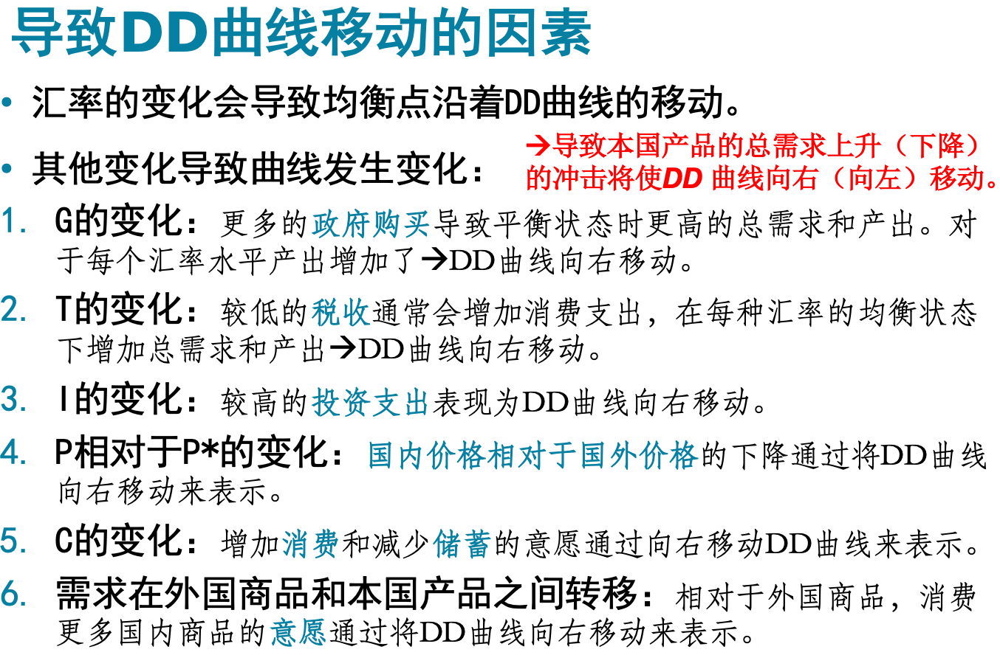 导致DD曲线移动的因素
• 汇率的变化会导致均衡点沿着DD曲线的移动。
• 其他变化导致曲线发生变化：
→导致本国产品的总需求上升（下降）
的冲击将使DD 曲线向右（向左）移动。
1. G的变化：更多的政府购买导致平衡状态时更高的总需求和产出。对
于每个汇率水平产出增加了→DD曲线向右移动。
2. T的变化：较低的税收通常会增加消费支出，在每种汇率的均衡状态
下增加总需求和产出→DD曲线向右移动。
3. I的变化：较高的投资支出表现为DD曲线向右移动。
4. P相对于P*的变化：国内价格相对于国外价格的下降通过将DD曲线
向右移动来表示。
5. C的变化：增加消费和减少储蓄的意愿通过向右移动DD曲线来表示。
6. 需求在外国商品和本国产品之间转移：相对于外国商品，消费
更多国内商品的意愿通过将DD曲线向右移动来表示。